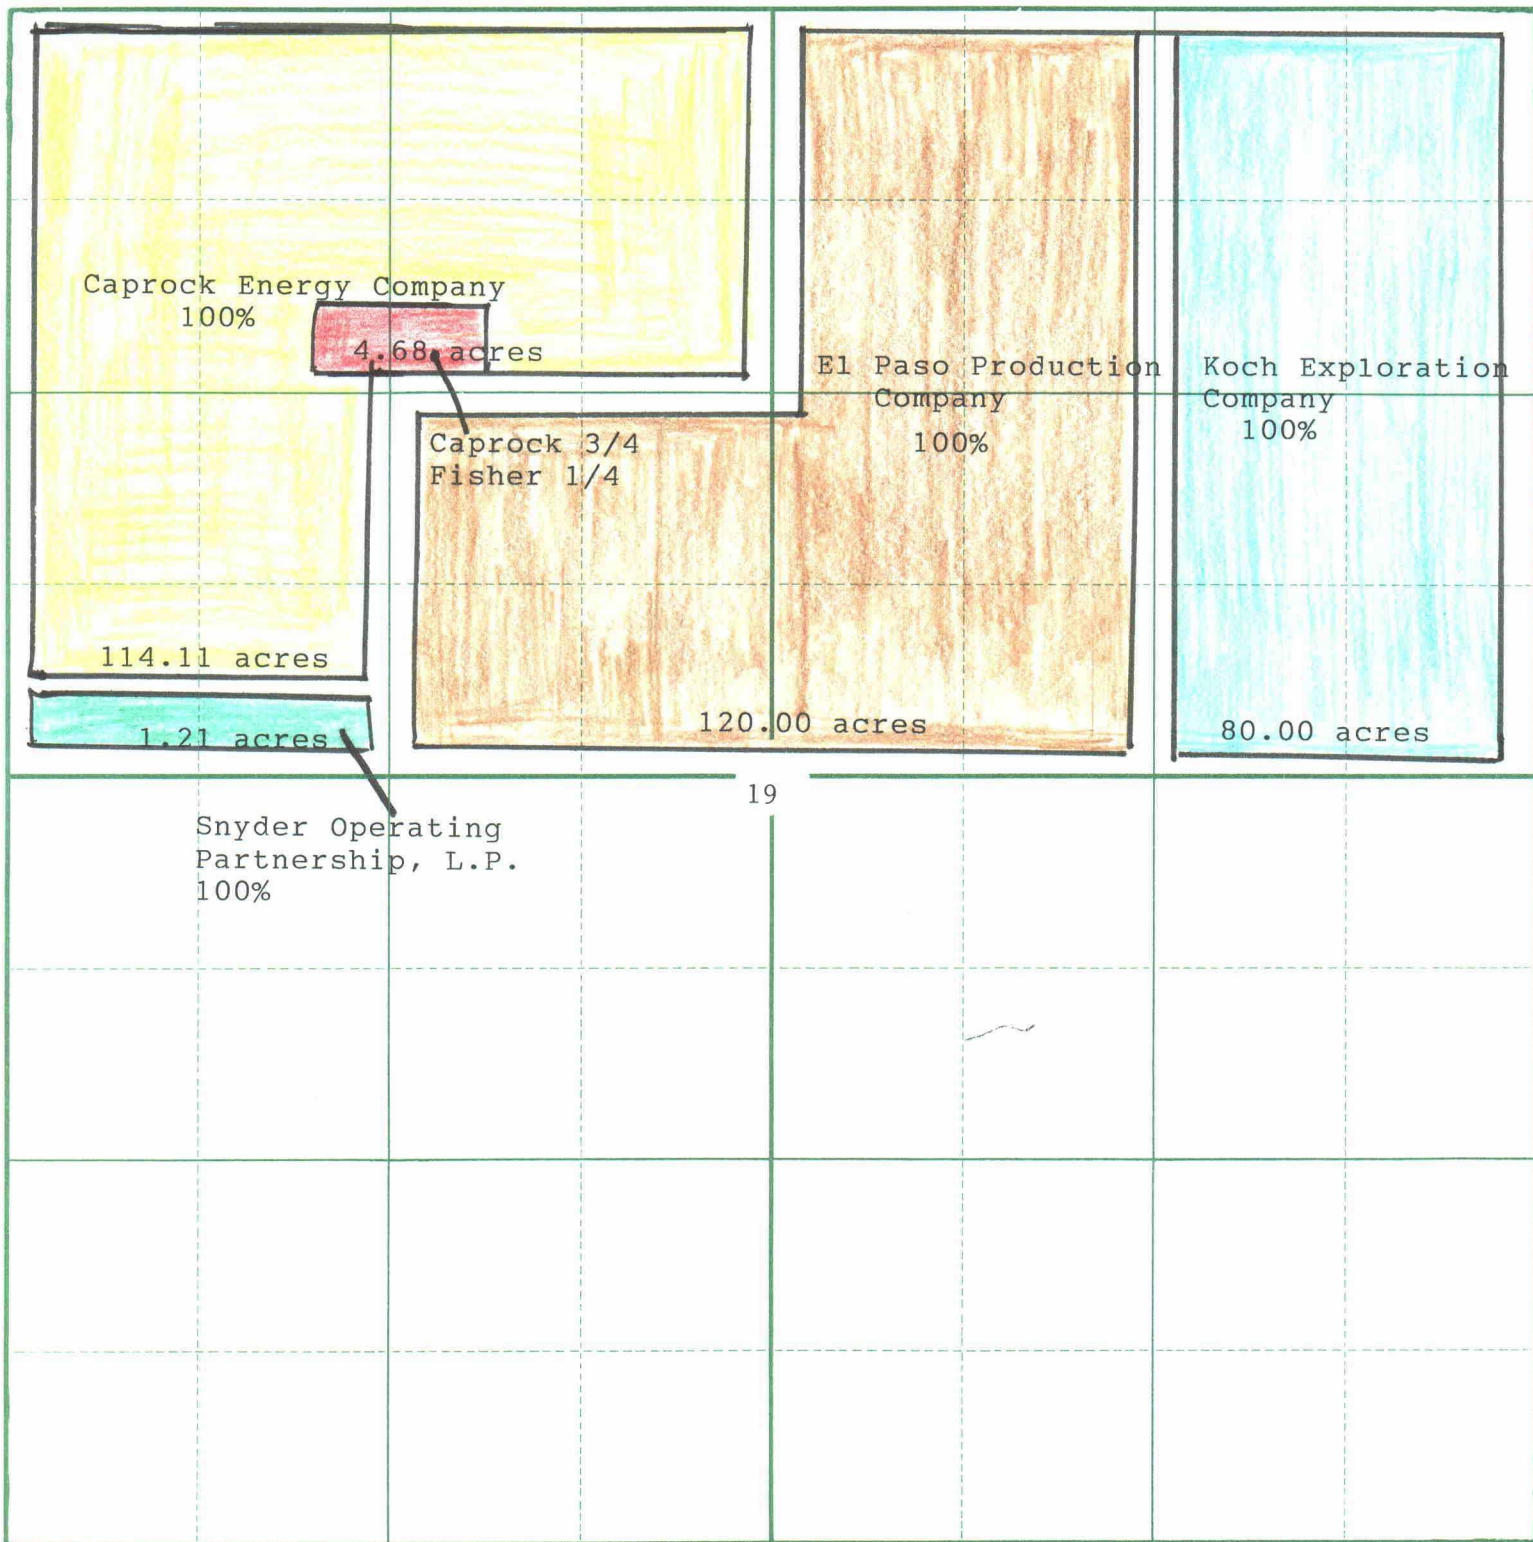 Caprock Energy Company
100%
4.68 acres
Caprock 3/4
Fisher 1/4
114.11 acres
1.21 acres
Snyder Operating
Partnership, L.P.
100%
El Paso Production
Company
100%
120.00 acres
Koch Exploration
Company
100%
80.00 acres
19